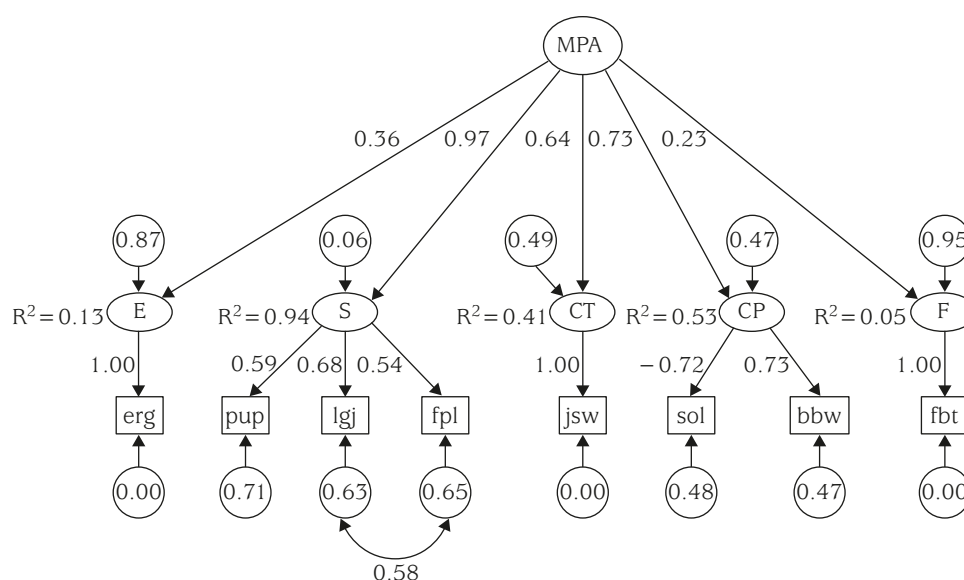 MPA
0.36 0.97 0.64 0.73 0.23
0.87 0.06 0.49 0.47 0.95
R² = 0.13 E R² = 0.94 S R² = 0.41 CT R² = 0.53 CP R² = 0.05 F
1.00 0.59 0.68 0.54 1.00 −0.72 0.73 1.00
erg pup lgj fpl jsw sol bbw fbt
0.00 0.71 0.63 0.65 0.00 0.48 0.47 0.00
0.58